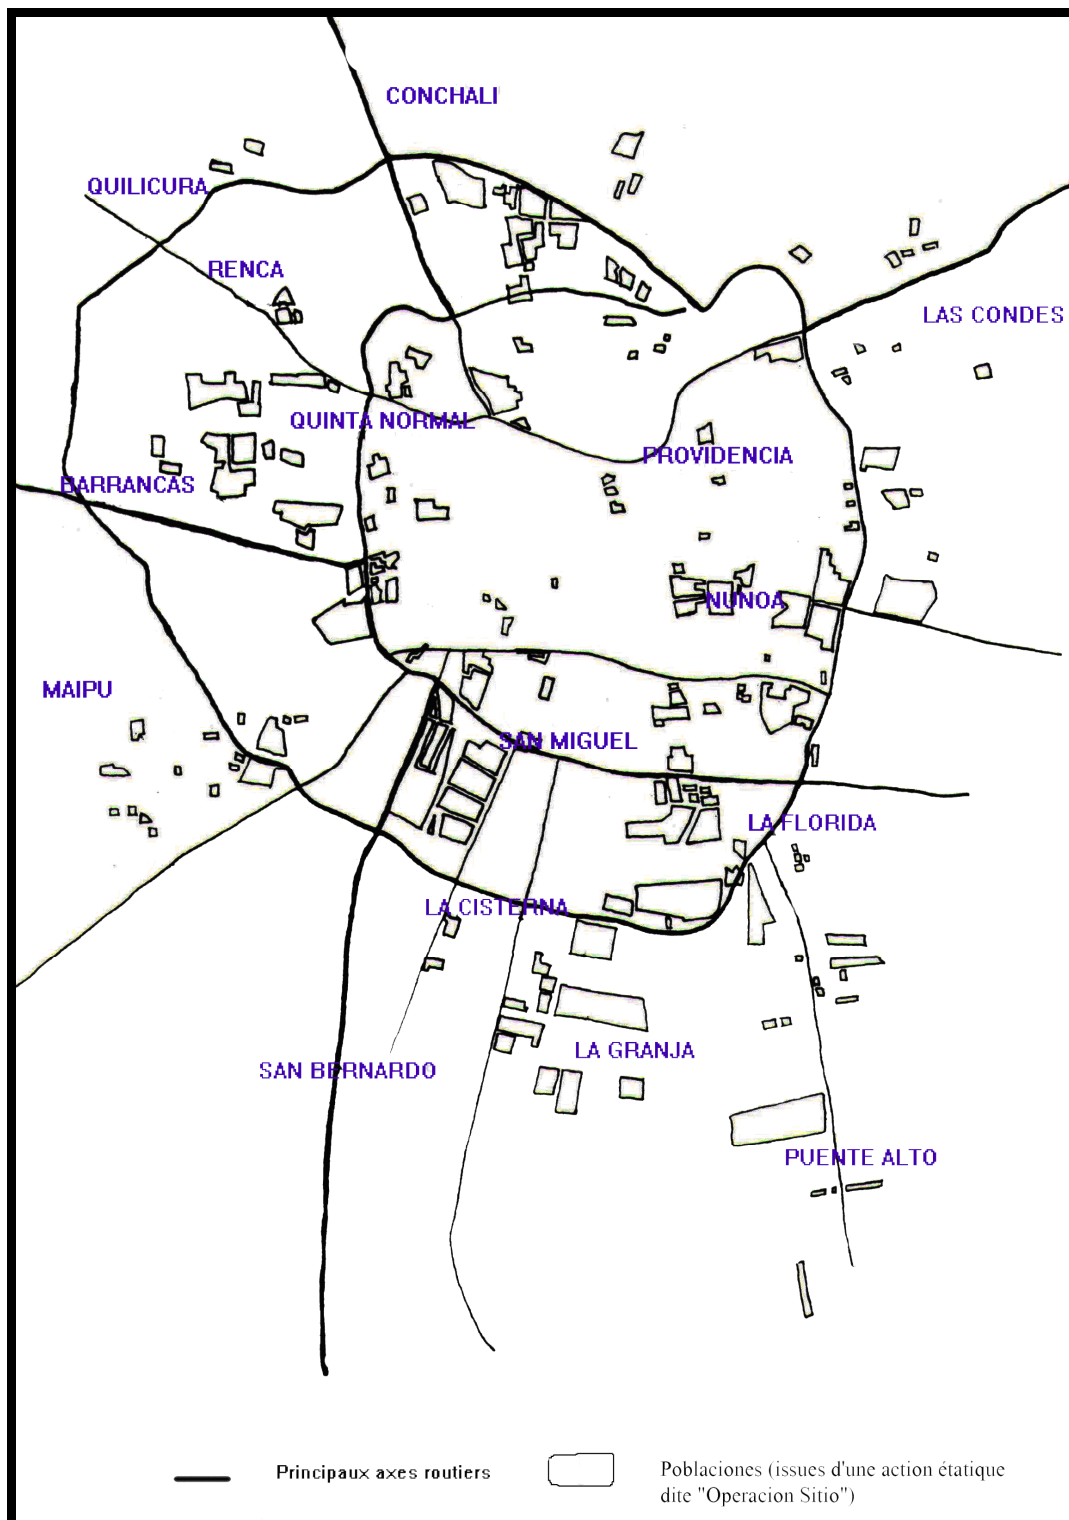 CONCHALI
QUILICURA
RENCA
LAS CONDES
QUINTA NORMAL
PROVIDENCIA
BARRANCAS
NUNOA
MAIPU
SAN MIGUEL
LA FLORIDA
LA CISTERNA
LA GRANJA
SAN BERNARDO
PUENTE ALTO
Principaux axes routiers
Poblaciones (issues d'une action étatique
dite "Operacion Sitio")